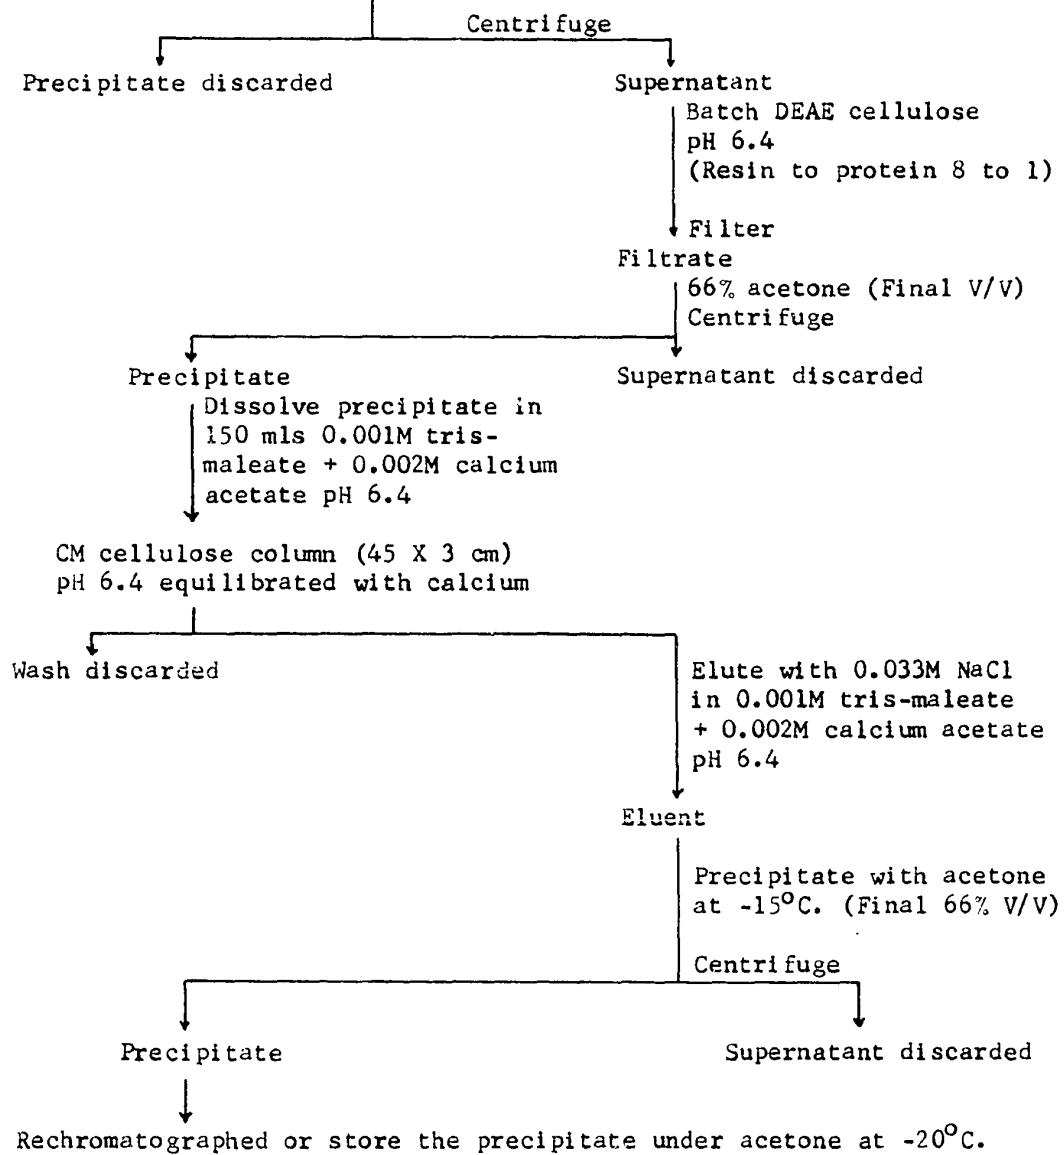 Centrifuge
Precipitate discarded
Supernatant
Batch DEAE cellulose
pH 6.4
(Resin to protein 8 to 1)
Filter
Filtrate
66% acetone (Final V/V)
Centrifuge
Precipitate
Supernatant discarded
Dissolve precipitate in
150 mls 0.001M tris-
maleate + 0.002M calcium
acetate pH 6.4
CM cellulose column (45 X 3 cm)
pH 6.4 equilibrated with calcium
Wash discarded
Elute with 0.033M NaCl
in 0.001M tris-maleate
+ 0.002M calcium acetate
pH 6.4
Eluent
Precipitate with acetone
at -15°C. (Final 66% V/V)
Centrifuge
Precipitate
Supernatant discarded
Rechromatographed or store the precipitate under acetone at -20°C.